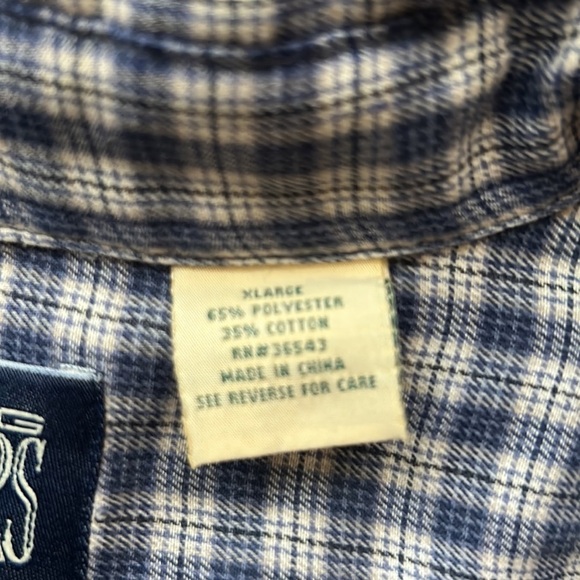 XLARGE
65% POLYESTER
35% COTTON
RN#36543
MADE IN CHINA
SEE REVERSE FOR CARE
G